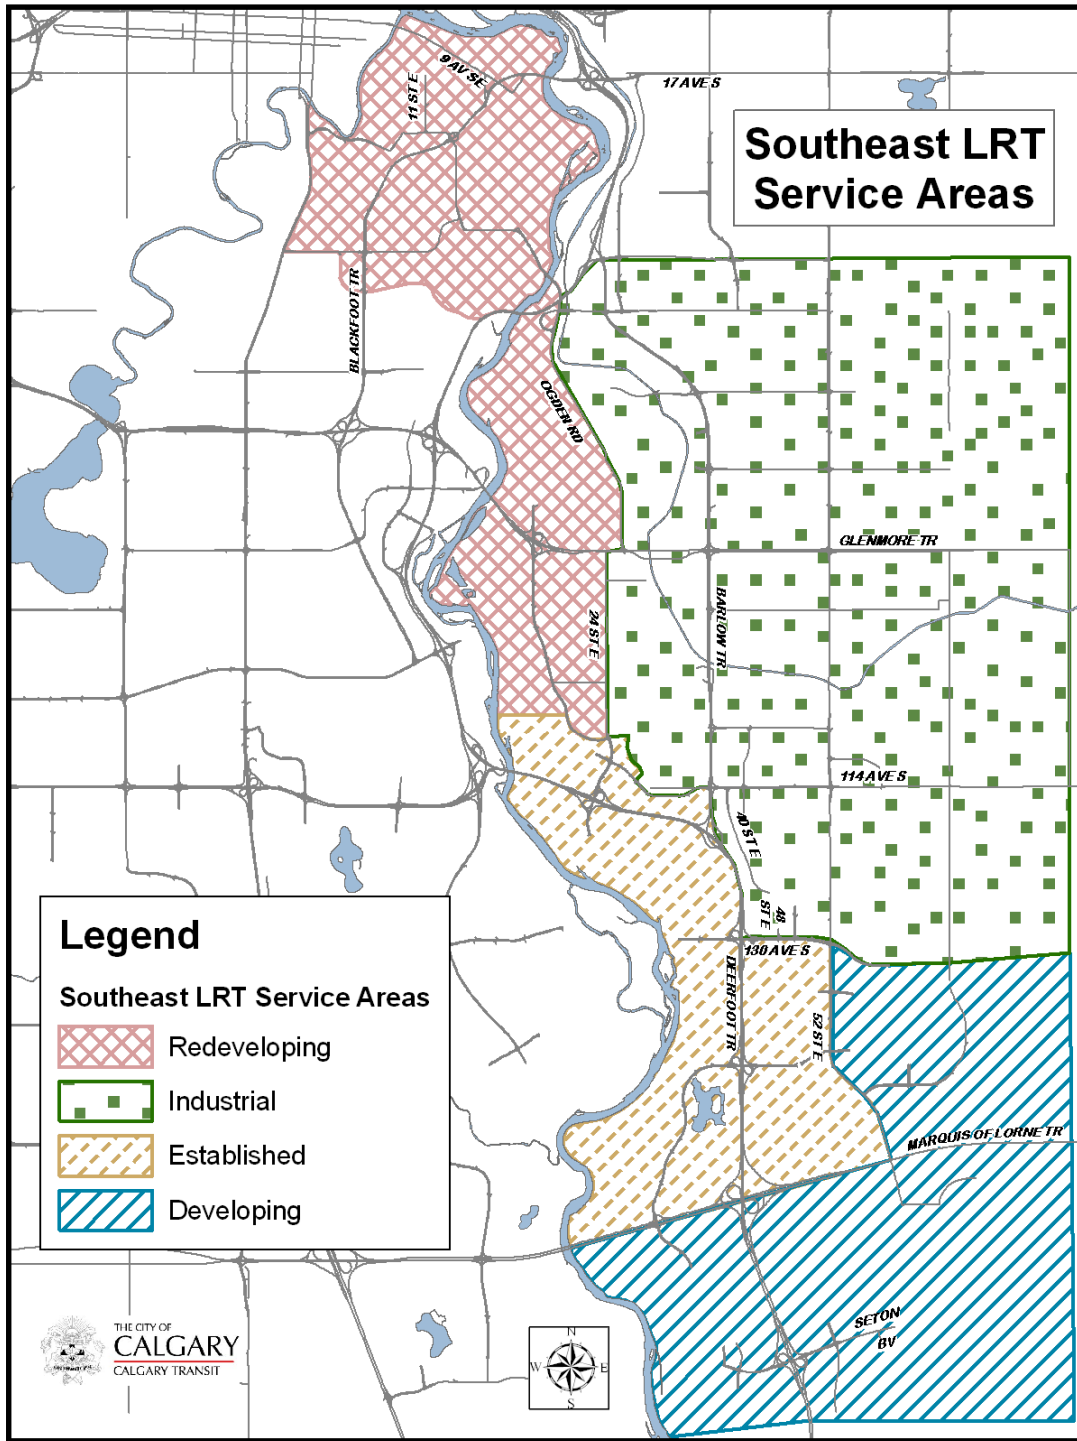 9 AV SE
11 ST E
17 AVE S
Southeast LRT
Service Areas
BLACKFOOT TR
OGDEN RD
GLENMORE TR
BARLOW TR
24 ST E
114 AVE S
40 ST E
48
ST E
130 AVE S
DEERFOOT TR
52 ST E
MARQUIS OF LORNE TR
SETON
BV
Legend
Southeast LRT Service Areas
Redeveloping
Industrial
Established
Developing
THE CITY OF
CALGARY
CALGARY TRANSIT
N
W
E
S